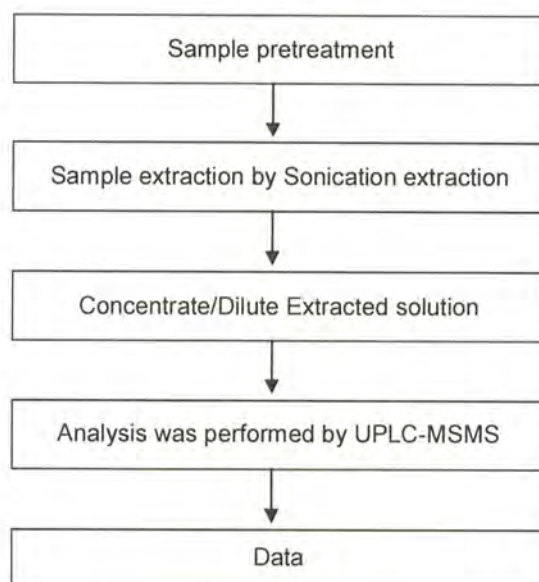 Sample pretreatment
Sample extraction by Sonication extraction
Concentrate/Dilute Extracted solution
Analysis was performed by UPLC-MSMS
Data